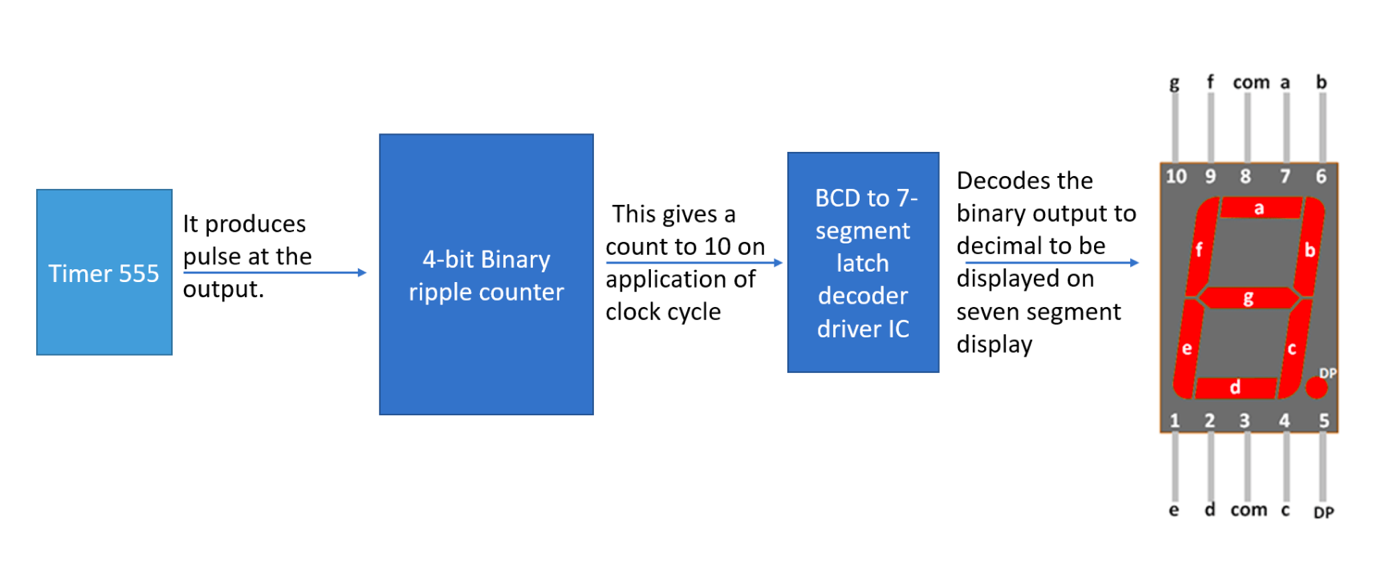 Timer 555
It produces
pulse at the
output.
4-bit Binary
ripple counter
This gives a
count to 10 on
application of
clock cycle
BCD to 7-
segment
latch
decoder
driver IC
Decodes the
binary output to
decimal to be
displayed on
seven segment
display
g f com a b
10 9 8 7 6
a
f b
g
e c
d
DP
1 2 3 4 5
e d com c DP